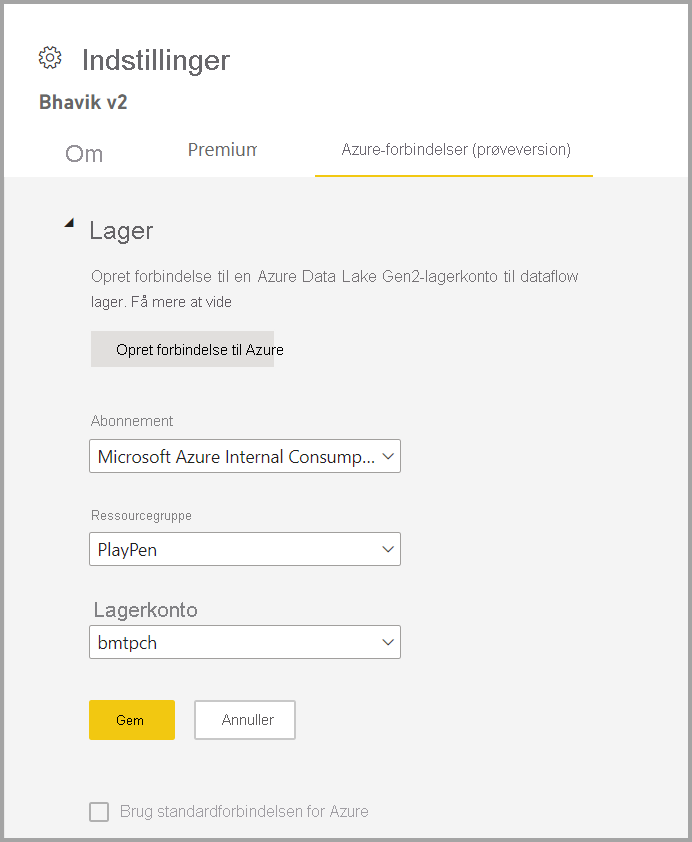 Indstillinger
Bhavik v2
Om
Premium
Azure-forbindelser (prøveversion)
Lager
Opret forbindelse til en Azure Data Lake Gen2-lagerkonto til dataflow
lager. Få mere at vide
Opret forbindelse til Azure
Abonnement
Microsoft Azure Internal Consump...
Ressourcegruppe
PlayPen
Lagerkonto
bmtpch
Gem
Annuller
Brug standardforbindelsen for Azure